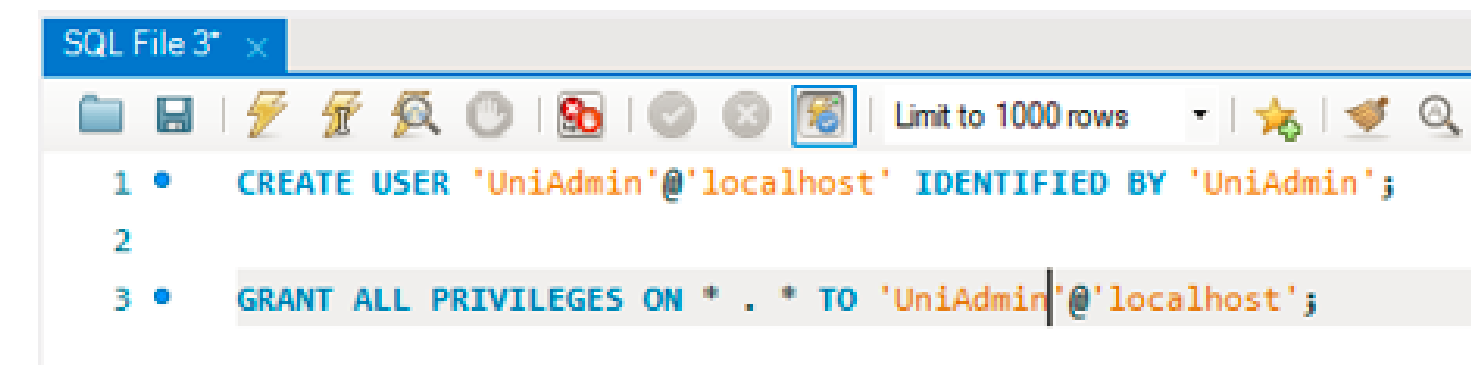 SQL File 3*
Limit to 1000 rows
1 CREATE USER 'UniAdmin'@'localhost' IDENTIFIED BY 'UniAdmin';
2
3 GRANT ALL PRIVILEGES ON * . * TO 'UniAdmin'@'localhost';